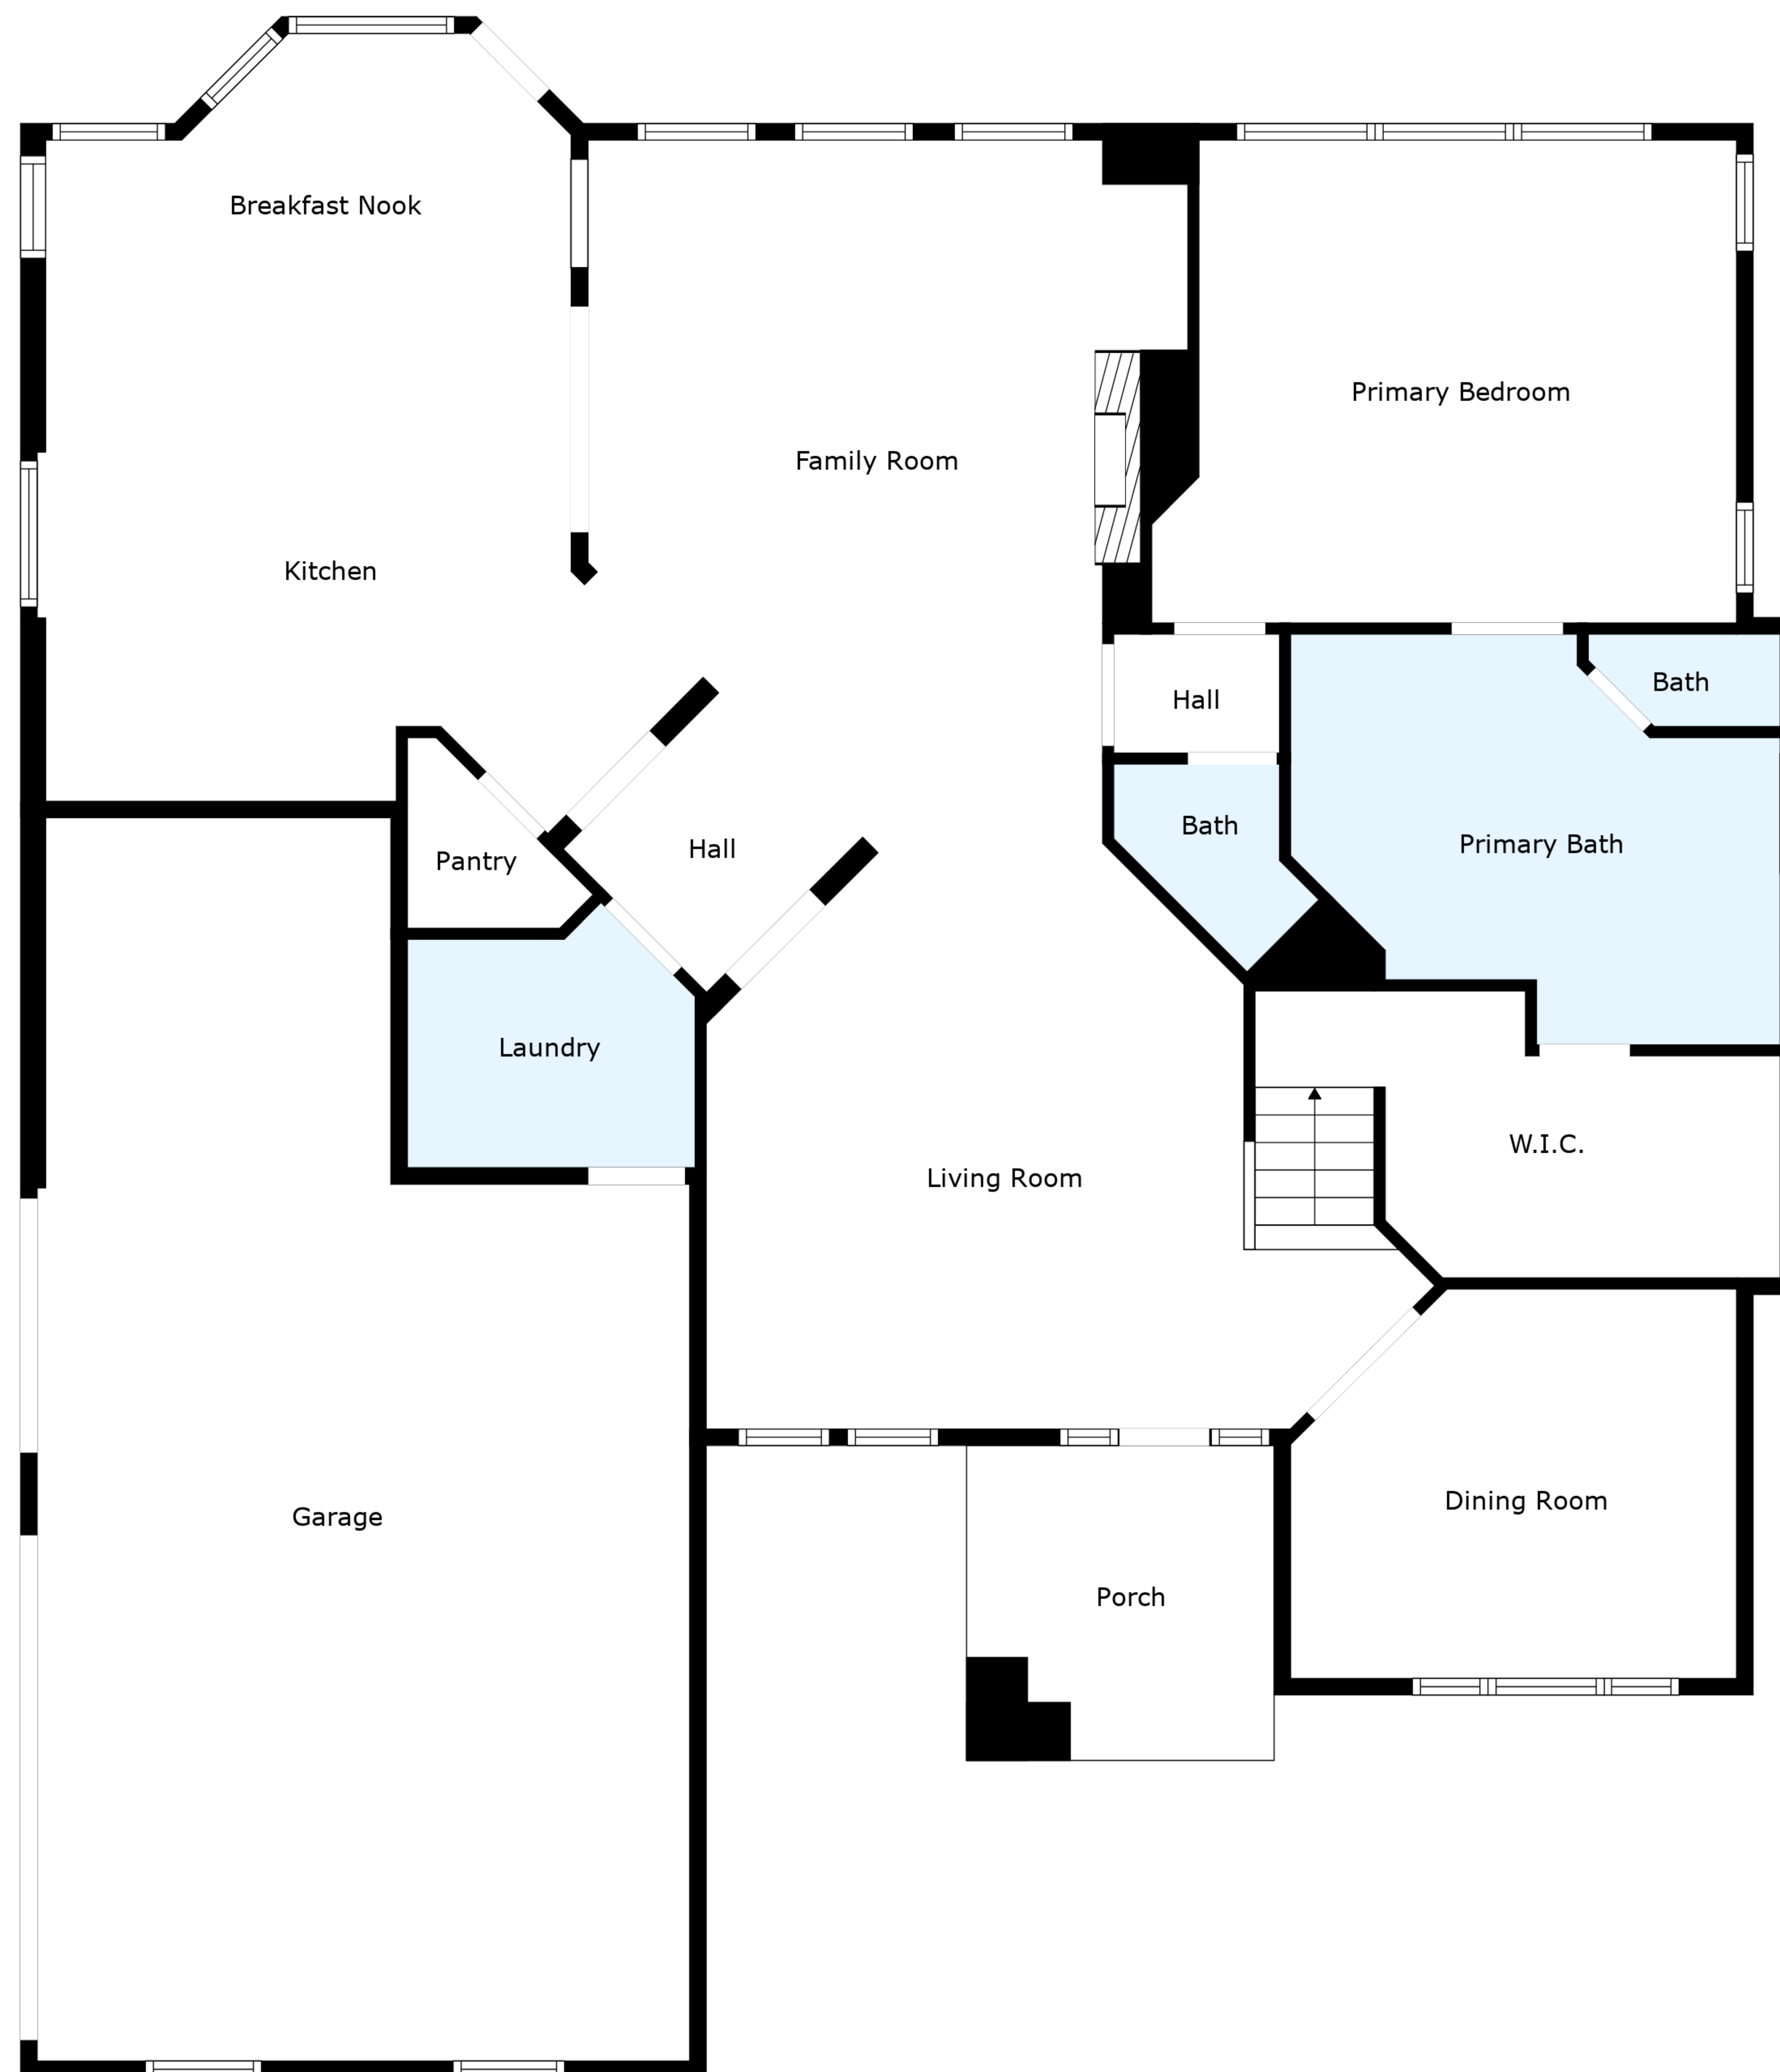 Breakfast Nook
Primary Bedroom
Family Room
Kitchen
Bath
Hall
Bath
Primary Bath
Hall
Pantry
Laundry
W.I.C.
Living Room
Dining Room
Garage
Porch